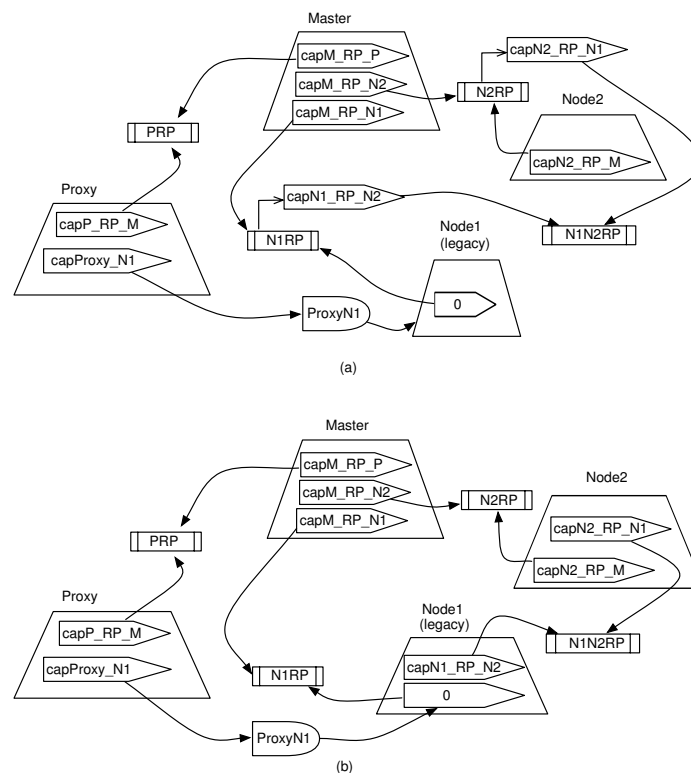 Master
capM_RP_P
capN2_RP_N1
capM_RP_N2
N2RP
capM_RP_N1
Node2
PRP
capN2_RP_M
Proxy
capN1_RP_N2
capP_RP_M
Node1
(legacy)
N1RP
N1N2RP
capProxy_N1
0
ProxyN1
(a)
Master
capM_RP_P
Node2
capM_RP_N2
N2RP
capM_RP_N1
capN2_RP_N1
PRP
capN2_RP_M
Proxy
Node1
(legacy)
capP_RP_M
N1N2RP
capProxy_N1
capN1_RP_N2
N1RP
0
ProxyN1
(b)